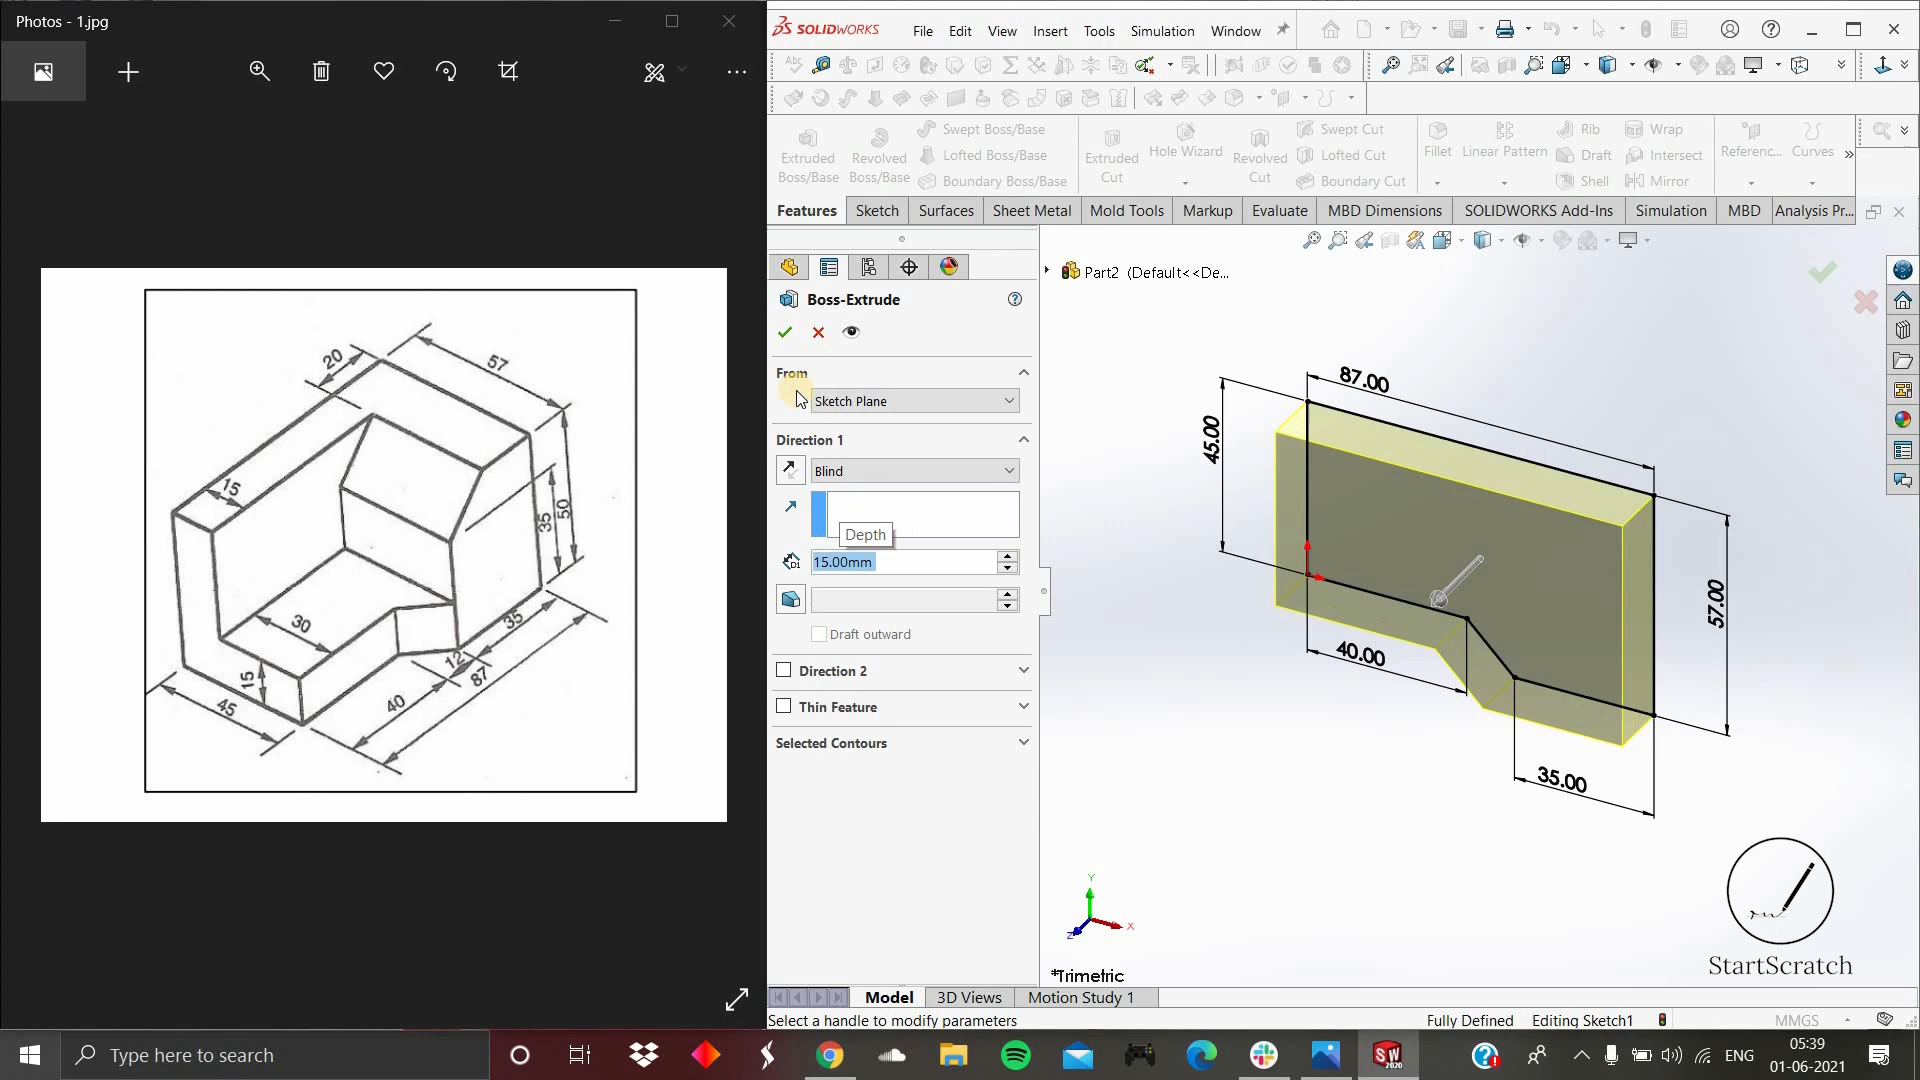 Photos - 1.jpg
20
57
15
35
50
30
15
35
12
87
40
45
SOLIDWORKS
File Edit View Insert Tools Simulation Window
Extruded Boss/Base
Revolved Boss/Base
Swept Boss/Base
Lofted Boss/Base
Boundary Boss/Base
Extruded Cut
Hole Wizard
Revolved Cut
Swept Cut
Lofted Cut
Boundary Cut
Fillet
Linear Pattern
Rib
Draft
Shell
Wrap
Intersect
Mirror
Referenc...
Curves
Features Sketch Surfaces Sheet Metal Mold Tools Markup Evaluate MBD Dimensions SOLIDWORKS Add-Ins Simulation MBD Analysis Pr...
Part2 (Default<<De...
Boss-Extrude
From
Sketch Plane
Direction 1
Blind
Depth
D1
15.00mm
Draft outward
Direction 2
Thin Feature
Selected Contours
87.00
45.00
57.00
40.00
35.00
Y
X
Z
*Trimetric
StartScratch
Model 3D Views Motion Study 1
Select a handle to modify parameters
Fully Defined Editing Sketch1 MMGS
Type here to search
SW
2020
ENG
05:39
01-06-2021